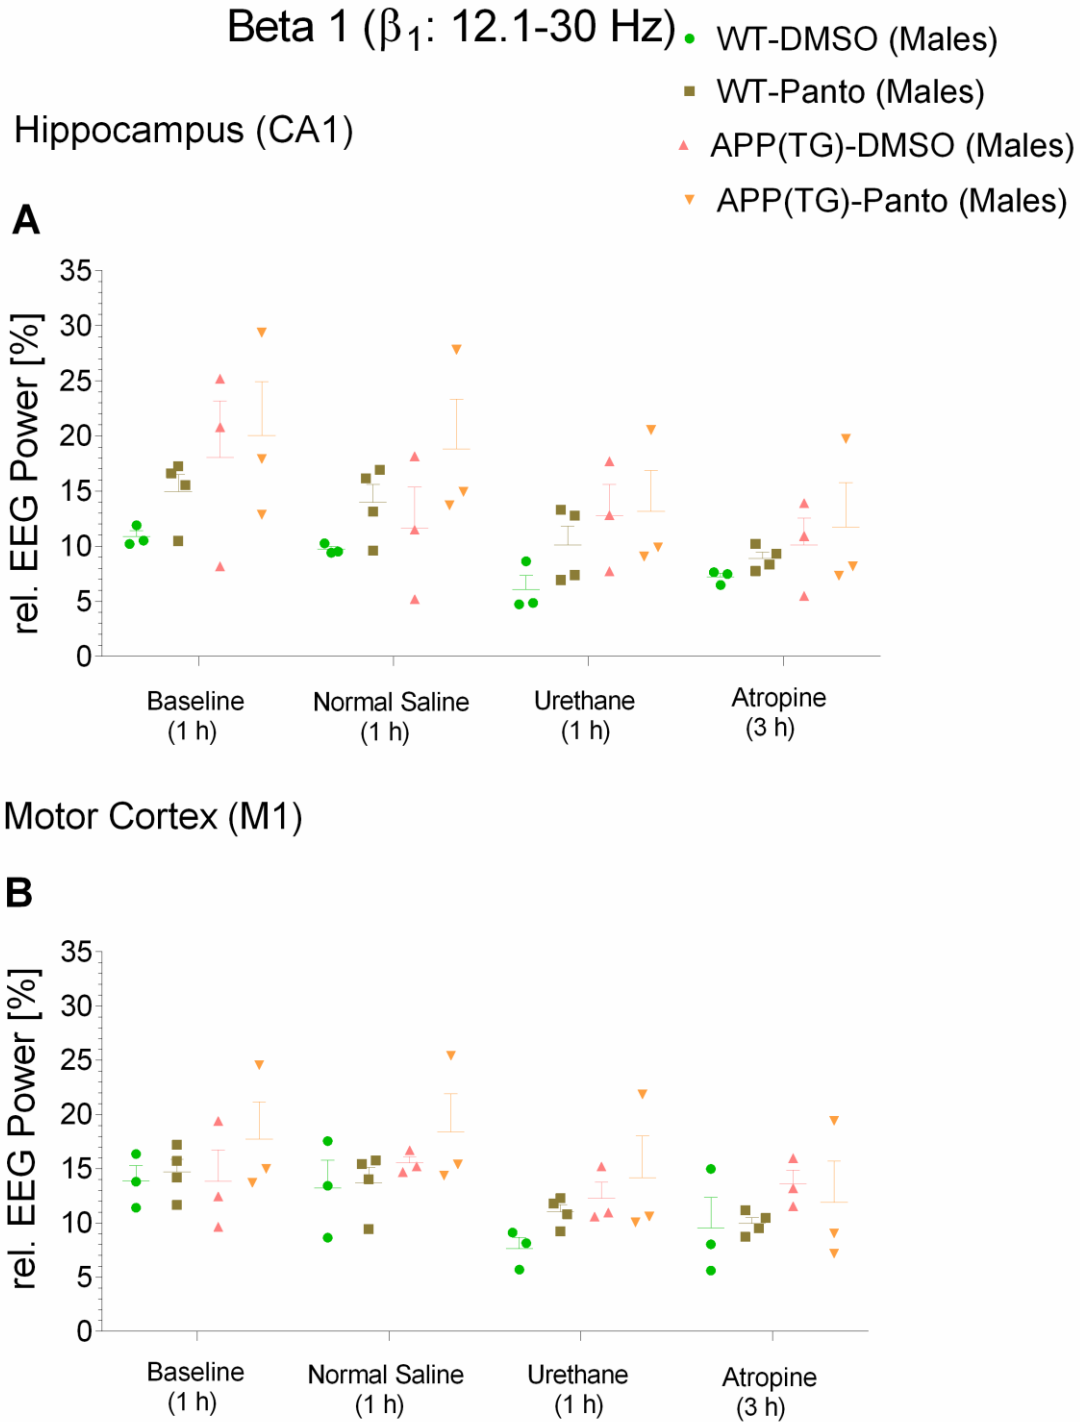 Beta 1 (β1: 12.1-30 Hz)
WT-DMSO (Males)
WT-Panto (Males)
APP(TG)-DMSO (Males)
APP(TG)-Panto (Males)
Hippocampus (CA1)
A
rel. EEG Power [%]
35
30
25
20
15
10
5
0
Baseline
(1 h)
Normal Saline
(1 h)
Urethane
(1 h)
Atropine
(3 h)
Motor Cortex (M1)
B
rel. EEG Power [%]
35
30
25
20
15
10
5
0
Baseline
(1 h)
Normal Saline
(1 h)
Urethane
(1 h)
Atropine
(3 h)